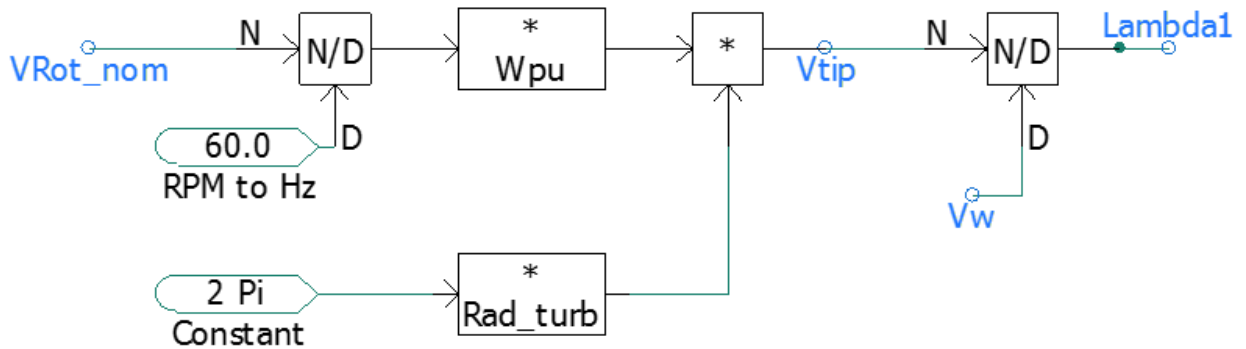 VRot_nom
N
N/D
*
Wpu
*
Vtip
N
N/D
Lambda1
60.0
D
RPM to Hz
D
Vw
2 Pi
Constant
*
Rad_turb